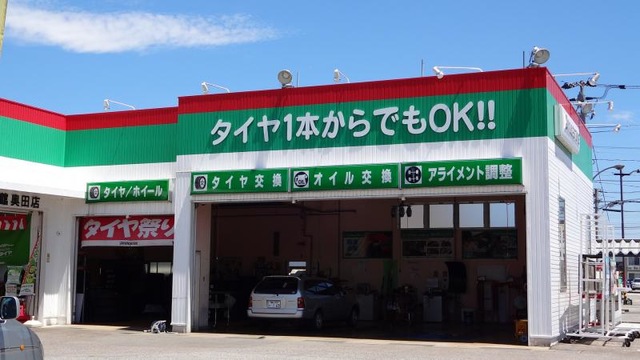 タイヤ1本からでもOK!!
タイヤ/ホイール
タイヤ交換
オイル交換
アライメント調整
館奥田店
タイヤ祭り